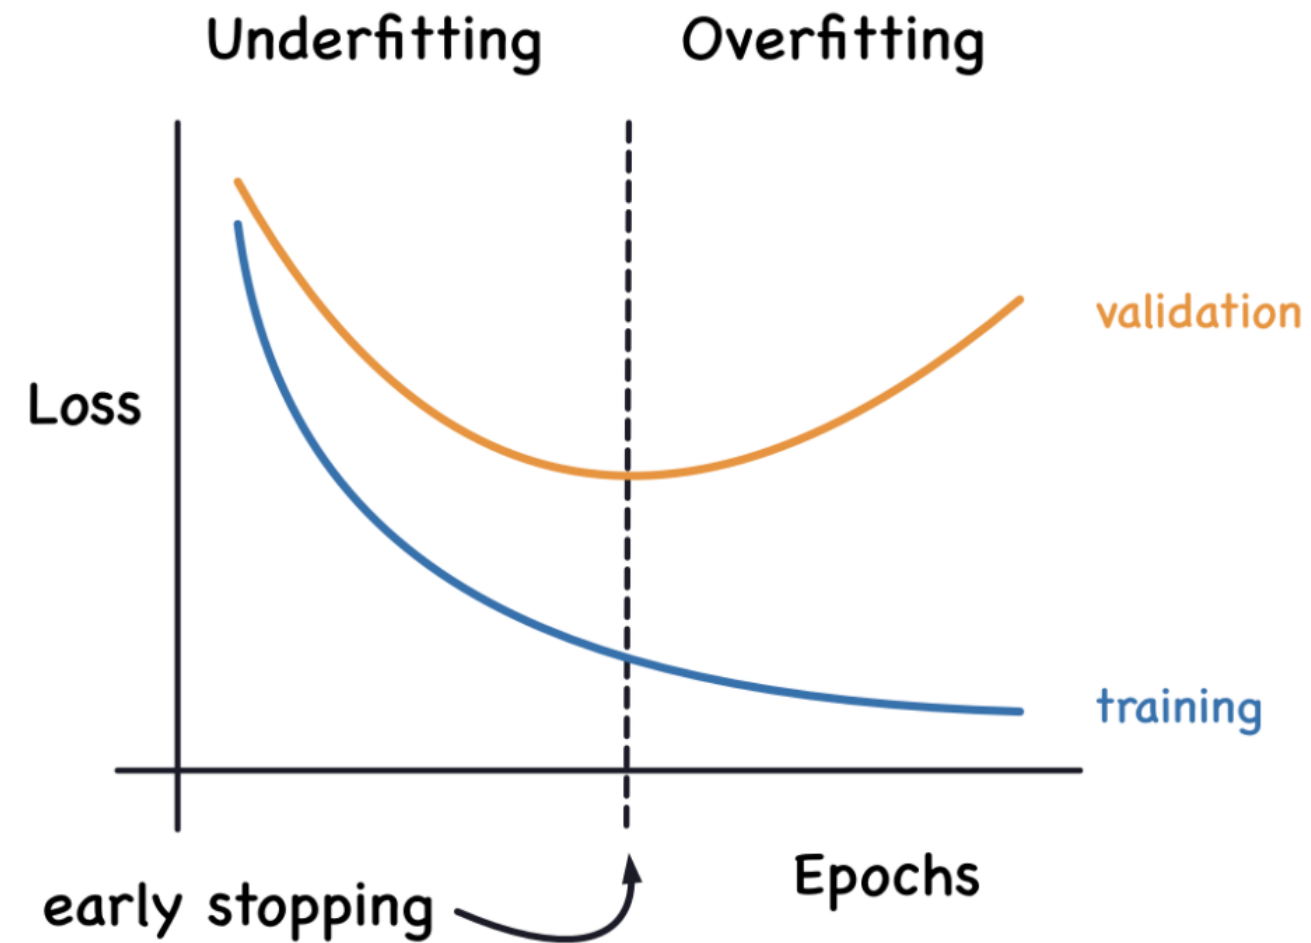 Underfitting
Overfitting
validation
Loss
training
Epochs
early stopping